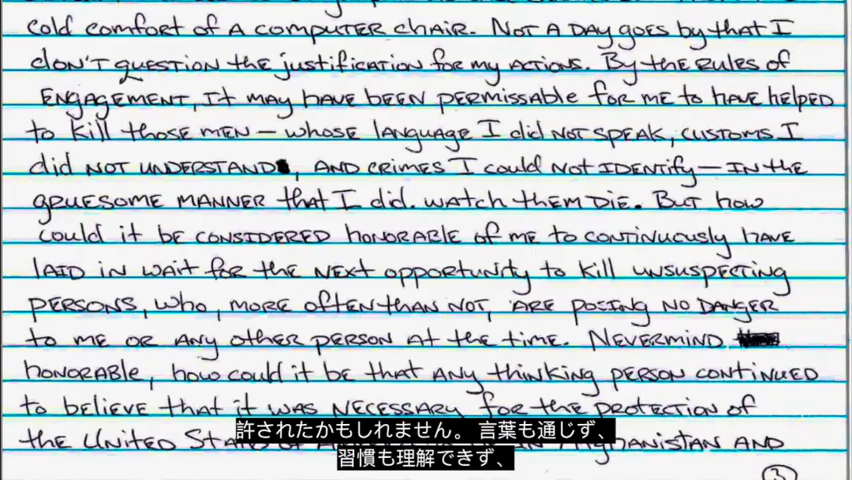 cold comfort of a computer chair. Not a day goes by that I
don't question the justification for my actions. By the rules of
engagement, it may have been permissable for me to have helped
to kill those men – whose language I did not speak, customs I
did not understand, and crimes I could not identify – in the
gruesome manner that I did. watch them die. But how
could it be considered honorable of me to continuously have
laid in wait for the next opportunity to kill unsuspecting
persons, who, more often than not, are posing no danger
to me or any other person at the time. Nevermind
honorable, how could it be that any thinking person continued
to believe that it was necessary for the protection of
the United Stat Afghanistan and
許されたかもしれません。言葉も通じず、
習慣も理解できず、
3